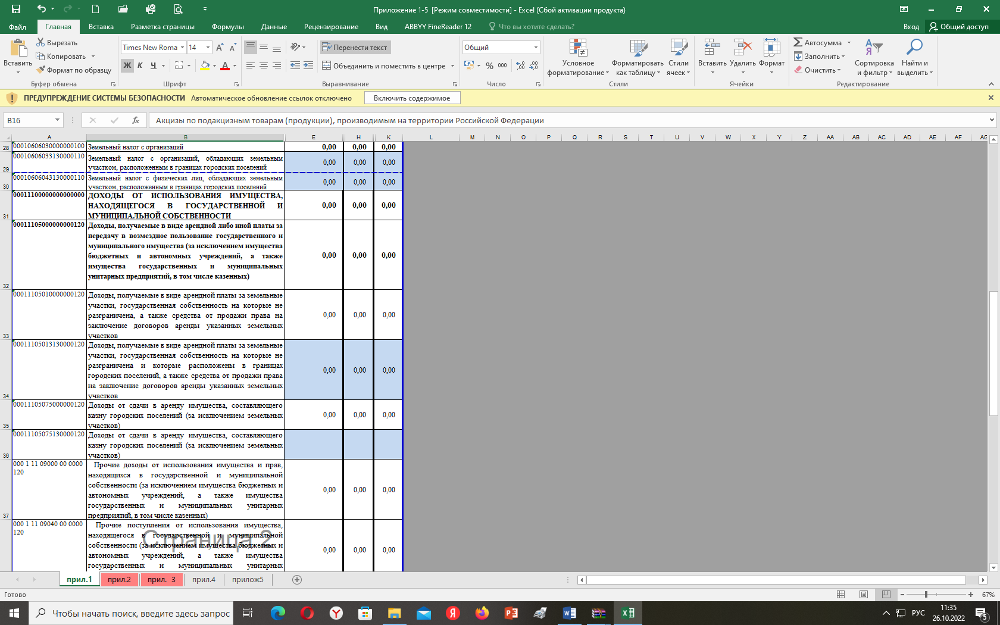 Приложение 1-5 [Режим совместимости] - Excel (Сбой активации продукта)
Файл Главная Вставка Разметка страницы Формулы Данные Рецензирование Вид ABBYY FineReader 12 Что вы хотите сделать? Вход Общий доступ
Вставить
Вырезать
Копировать
Формат по образцу
Буфер обмена
Times New Roma 14
Ж К Ч
Шрифт
Перенести текст
Объединить и поместить в центре
Выравнивание
Общий
% 000
Число
Условное форматирование
Форматировать как таблицу
Стили ячеек
Стили
Вставить Удалить Формат
Ячейки
Автосумма
Заполнить
Очистить
Сортировка и фильтр
Найти и выделить
Редактирование
ПРЕДУПРЕЖДЕНИЕ СИСТЕМЫ БЕЗОПАСНОСТИ Автоматическое обновление ссылок отключено Включить содержимое
B16 fx Акцизы по подакцизным товарам (продукции), производимым на территории Российской Федерации
A B E H K L M N O P Q R S T U V W X Y Z AA AB AC AD AE AF AG
28 00010606030000000100 Земельный налог с организаций 0,00 0,00 0,00
00010606033130000110 Земельный налог с организаций, обладающих земельным
участком, расположенным в границах городских поселений 0,00 0,00 0,00
29
00010606043130000110 Земельный налог с физических лиц, обладающих земельным
участком, расположенным в границах городских поселений 0,00 0,00 0,00
30
00011100000000000000 ДОХОДЫ ОТ ИСПОЛЬЗОВАНИЯ ИМУЩЕСТВА,
НАХОДЯЩЕГОСЯ В ГОСУДАРСТВЕННОЙ И 0,00 0,00 0,00
31 МУНИЦИПАЛЬНОЙ СОБСТВЕННОСТИ
00011105000000000120 Доходы, получаемые в виде арендной либо иной платы за
передачу в возмездное пользование государственного и
муниципального имущества (за исключением имущества
бюджетных и автономных учреждений, а также 0,00 0,00 0,00
имущества государственных и муниципальных
унитарных предприятий, в том числе казенных)
32
00011105010000000120 Доходы, получаемые в виде арендной платы за земельные
участки, государственная собственность на которые не
разграничена, а также средства от продажи права на 0,00 0,00 0,00
заключение договоров аренды указанных земельных
33 участков
00011105013130000120 Доходы, получаемые в виде арендной платы за земельные
участки, государственная собственность на которые не
разграничена и которые расположены в границах 0,00 0,00 0,00
городских поселений, а также средства от продажи права
на заключение договоров аренды указанных земельных
34 участков
00011105075000000120 Доходы от сдачи в аренду имущества, составляющего
казну городских поселений (за исключением земельных 0,00 0,00 0,00
35 участков)
00011105075130000120 Доходы от сдачи в аренду имущества, составляющего
казну городских поселений (за исключением земельных
36 участков)
000 1 11 09000 00 0000 Прочие доходы от использования имущества и прав,
120 находящихся в государственной и муниципальной
собственности (за исключением имущества бюджетных и
автономных учреждений, а также имущества 0,00 0,00 0,00
государственных и муниципальных унитарных
37 предприятий, в том числе казенных)
000 1 11 09040 00 0000 Прочие поступления от использования имущества,
120 находящегося в государственной и муниципальной
собственности (за исключением имущества бюджетных и
автономных учреждений, а также имущества 0,00 0,00 0,00
государственных и муниципальных унитарных
Страница 2
прил.1 прил.2 прил. 3 прил.4 прилож5
Готово 67%
Чтобы начать поиск, введите здесь запрос
РУС 11:35
26.10.2022 5